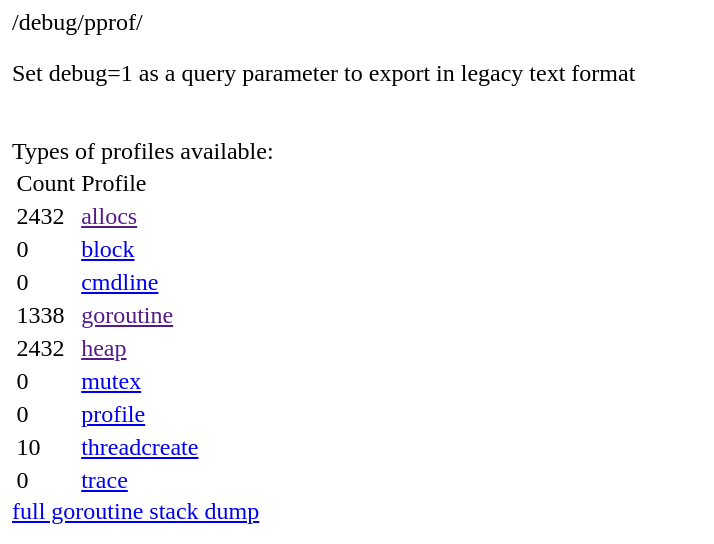 /debug/pprof/
Set debug=1 as a query parameter to export in legacy text format
Types of profiles available:
Count Profile
2432 allocs
0 block
0 cmdline
1338 goroutine
2432 heap
0 mutex
0 profile
10 threadcreate
0 trace
full goroutine stack dump